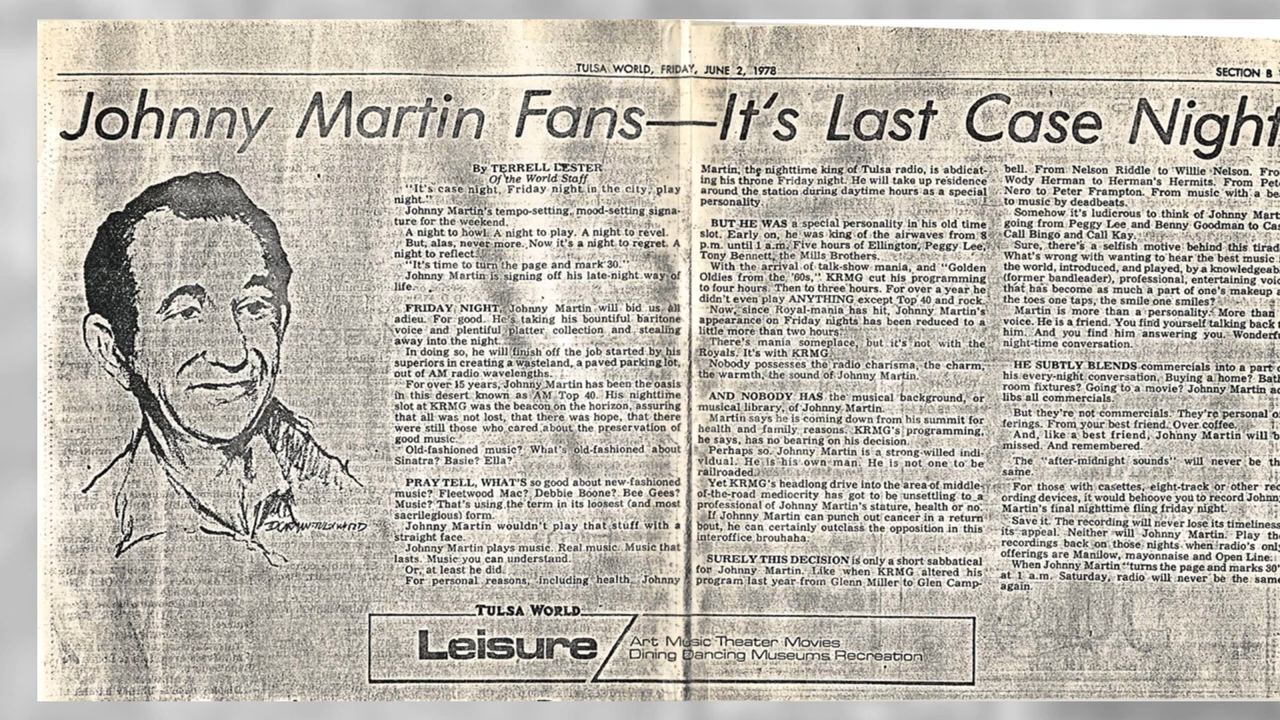 TULSA WORLD, FRIDAY, JUNE 2, 1978
SECTION B
Johnny Martin Fans—It's Last Case Night
By TERRELL LESTER
Of the World Staff
"It's case night, Friday night in the city, play
night."
Johnny Martin's tempo-setting, mood-setting signa-
ture for the weekend.
A night to howl. A night to play. A night to revel.
But, alas, never more. Now it's a night to regret. A
night to reflect.
"It's time to turn the page and mark 30."
Johnny Martin is signing off his late-night way of
life.
FRIDAY NIGHT, Johnny Martin will bid us all
adieu. For good. He's taking his bountiful baritone
voice and plentiful platter collection and stealing
away into the night.
In doing so, he will finish off the job started by his
superiors in creating a wasteland, a paved parking lot,
out of AM radio wavelengths.
For over 15 years, Johnny Martin has been the oasis
in this desert known as AM Top 40. His nighttime
slot at KRMG was the beacon on the horizon, assuring
that all was not lost, that there was hope, that there
were still those who cared about the preservation of
good music.
Old-fashioned music? What's old-fashioned about
Sinatra? Basie? Ella?
PRAY TELL, WHAT'S so good about new-fashioned
music? Fleetwood Mac? Debbie Boone? Bee Gees?
Music? That's using the term in its loosest (and most
sacrilegious) form.
Johnny Martin wouldn't play that stuff with a
straight face.
Johnny Martin plays music. Real music. Music that
lasts. Music you can understand.
Or, at least he did.
For personal reasons, including health, Johnny
Martin, the nighttime king of Tulsa radio, is abdicat-
ing his throne Friday night. He will take up residence
around the station during daytime hours as a special
personality.
BUT HE WAS a special personality in his old time
slot. Early on, he was king of the airwaves from 8
p.m. until 1 a.m. Five hours of Ellington, Peggy Lee,
Tony Bennett, the Mills Brothers.
With the arrival of talk-show mania, and "Golden
Oldies from the '60s," KRMG cut his programming
to four hours. Then to three hours. For over a year he
didn't even play ANYTHING except Top 40 and rock.
Now, since Royal-mania has hit, Johnny Martin's
appearance on Friday nights has been reduced to a
little more than two hours.
There's mania someplace, but it's not with the
Royals. It's with KRMG.
Nobody possesses the radio charisma, the charm,
the warmth, the sound of Johnny Martin.
AND NOBODY HAS the musical background, or
musical library, of Johnny Martin.
Martin says he is coming down from his summit for
health and family reasons. KRMG's programming,
he says, has no bearing on his decision.
Perhaps so. Johnny Martin is a strong-willed indi-
vidual. He is his own man. He is not one to be
railroaded.
Yet KRMG's headlong drive into the area of middle-
of-the-road mediocrity has got to be unsettling to a
professional of Johnny Martin's stature, health or no.
If Johnny Martin can punch out cancer in a return
bout, he can certainly outclass the opposition in this
interoffice brouhaha.
SURELY THIS DECISION is only a short sabbatical
for Johnny Martin. Like when KRMG altered his
program last year from Glenn Miller to Glen Camp-
bell. From Nelson Riddle to Willie Nelson. Fro
Wody Herman to Herman's Hermits. From Pet
Nero to Peter Frampton. From music with a be
to music by deadbeats.
Somehow it's ludicrous to think of Johnny Mart
going from Peggy Lee and Benny Goodman to Cas
Call Bingo and Call Kay.
Sure, there's a selfish motive behind this tirad
What's wrong with wanting to hear the best music i
the world, introduced, and played, by a knowledgeab
(former bandleader), professional, entertaining voic
that has become as much a part of one's makeup a
the toes one taps, the smile one smiles?
Martin is more than a personality. More than
voice. He is a friend. You find yourself talking back t
him. And you find him answering you. Wonderfu
night-time conversation.
HE SUBTLY BLENDS commercials into a part o
his every-night conversation. Buying a home? Bath
room fixtures? Going to a movie? Johnny Martin a
libs all commercials.
But they're not commercials. They're personal o
ferings. From your best friend. Over coffee.
And, like a best friend, Johnny Martin will b
missed. And remembered.
The "after-midnight sounds" will never be th
same.
For those with casettes, eight-track or other rec
ording devices, it would behoove you to record Johnn
Martin's final nighttime fling friday night.
Save it. The recording will never lose its timeliness
its appeal. Neither will Johnny Martin. Play the
recordings back on those nights when radio's onl
offerings are Manilow, mayonnaise and Open Line.
When Johnny Martin "turns the page and marks 30"
at 1 a.m. Saturday, radio will never be the same
again.
TULSA WORLD
Leisure
Art Music Theater Movies
Dining Dancing Museums Recreation